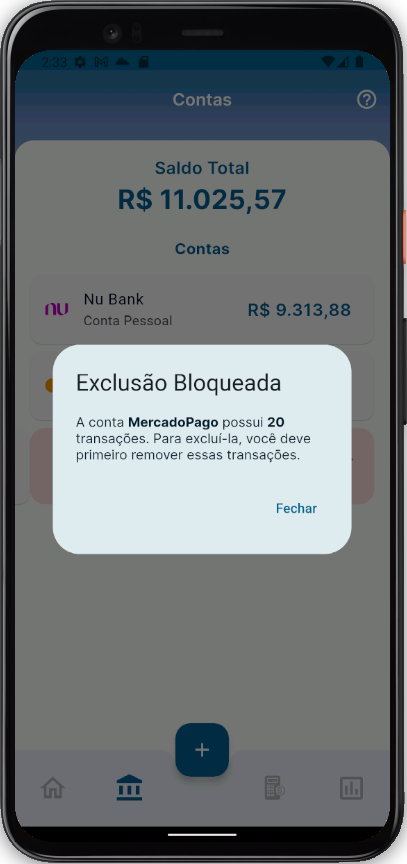 2:33
Contas
Saldo Total
R$ 11.025,57
Contas
nu
Nu Bank
R$ 9.313,88
Conta Pessoal
Exclusão Bloqueada
A conta MercadoPago possui 20
transações. Para excluí-la, você deve
primeiro remover essas transações.
Fechar